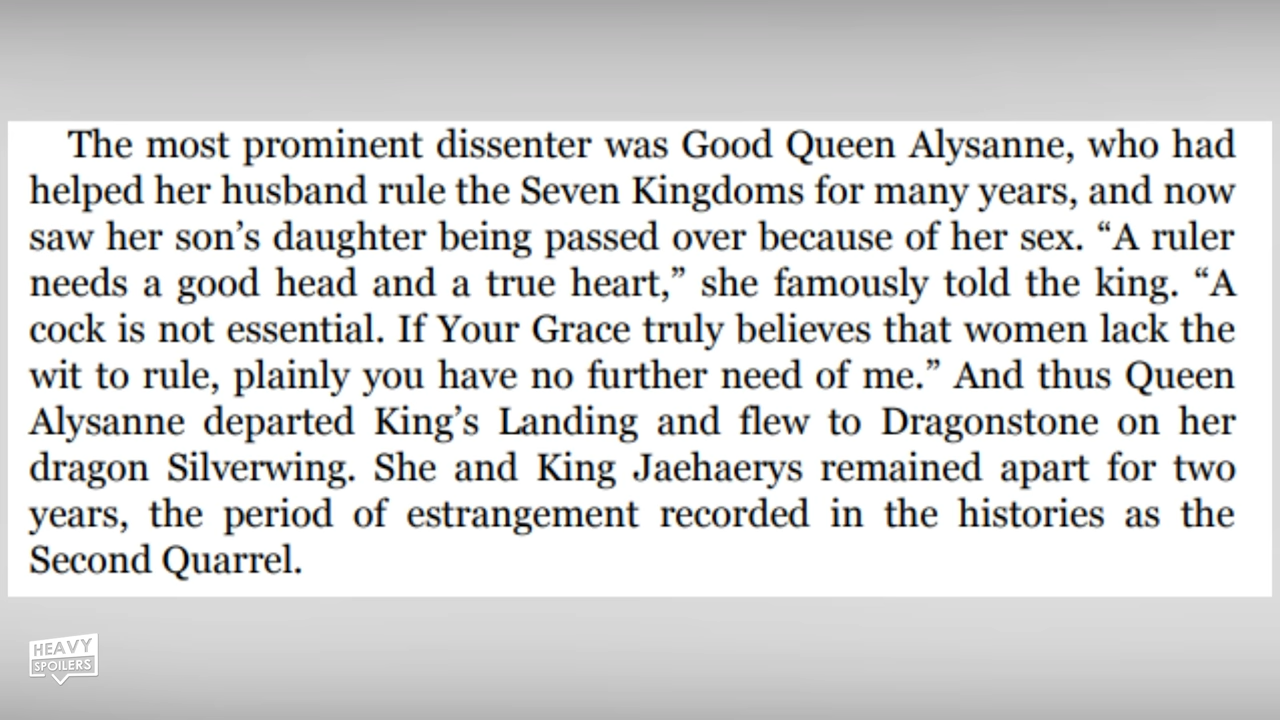 The most prominent dissenter was Good Queen Alysanne, who had
helped her husband rule the Seven Kingdoms for many years, and now
saw her son’s daughter being passed over because of her sex. “A ruler
needs a good head and a true heart,” she famously told the king. “A
cock is not essential. If Your Grace truly believes that women lack the
wit to rule, plainly you have no further need of me.” And thus Queen
Alysanne departed King’s Landing and flew to Dragonstone on her
dragon Silverwing. She and King Jaehaerys remained apart for two
years, the period of estrangement recorded in the histories as the
Second Quarrel.
HEAVY
SPOILERS